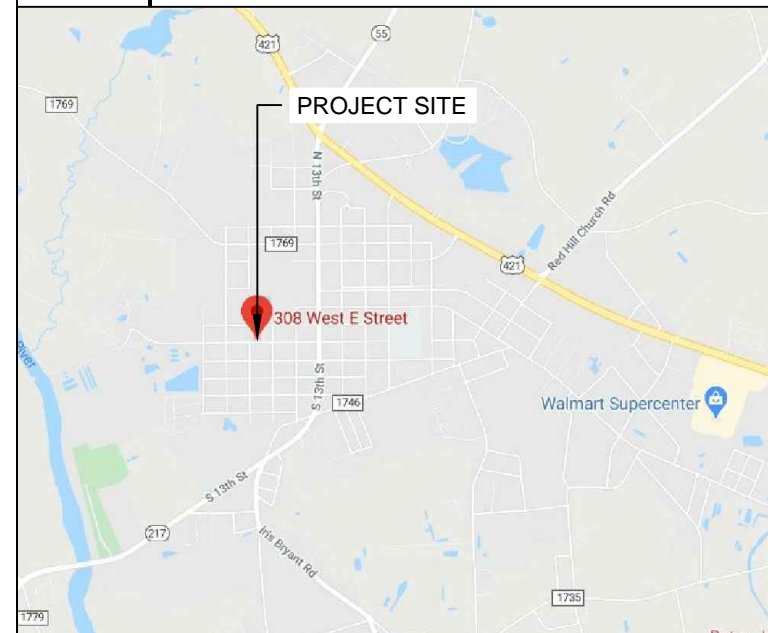 55
421
1769
PROJECT SITE
N 13th St
Red Hill Church Rd
1769
421
308 West E Street
River
S 13th St
1746
Walmart Supercenter
S 13th St
217
Iris Bryant Rd
1735
1779